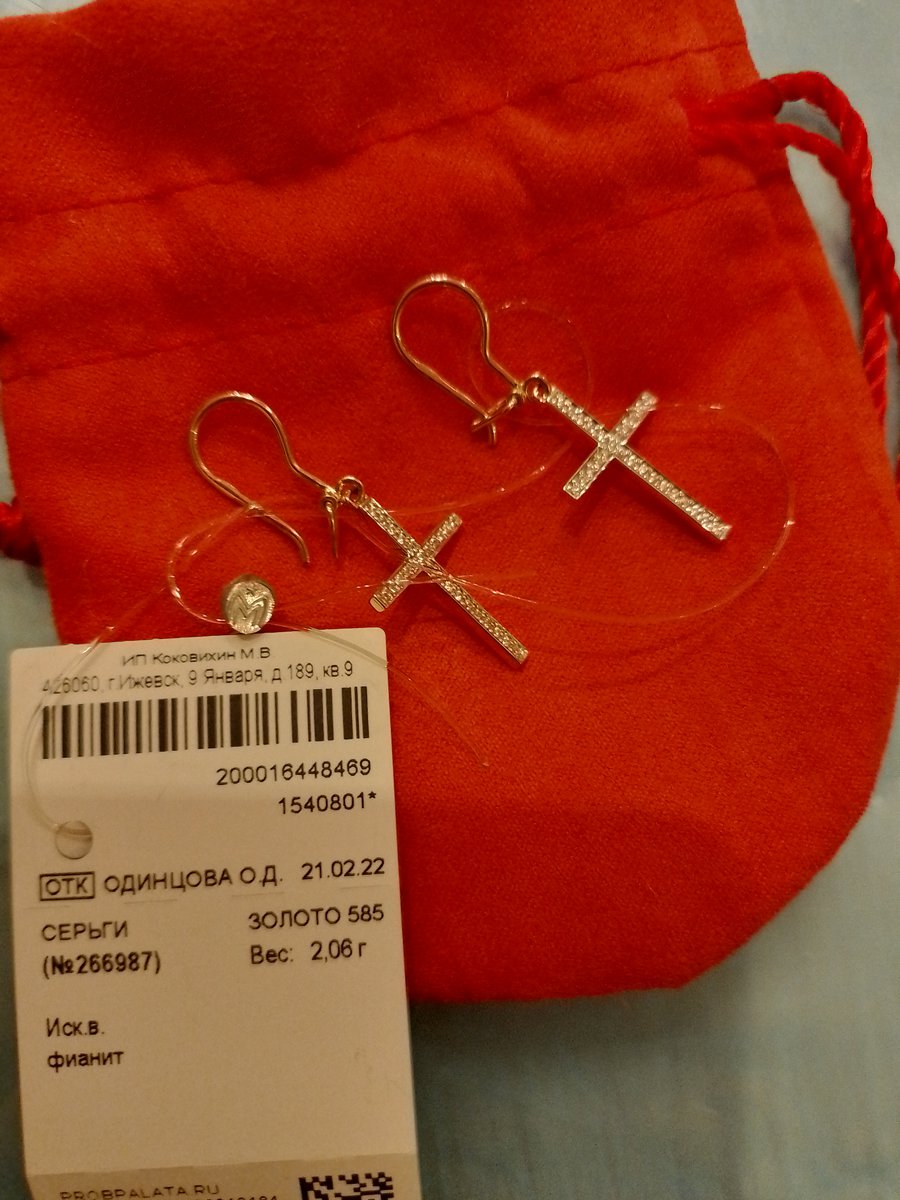 ИП Коковихин М.В
426060, г.Ижевск, 9 Января, д 189, кв.9
200016448469
1540801*
ОТК ОДИНЦОВА О.Д. 21.02.22
СЕРЬГИ ЗОЛОТО 585
(№266987) Вес: 2,06 г
Иск.в.
фианит
PROBPALATA.RU